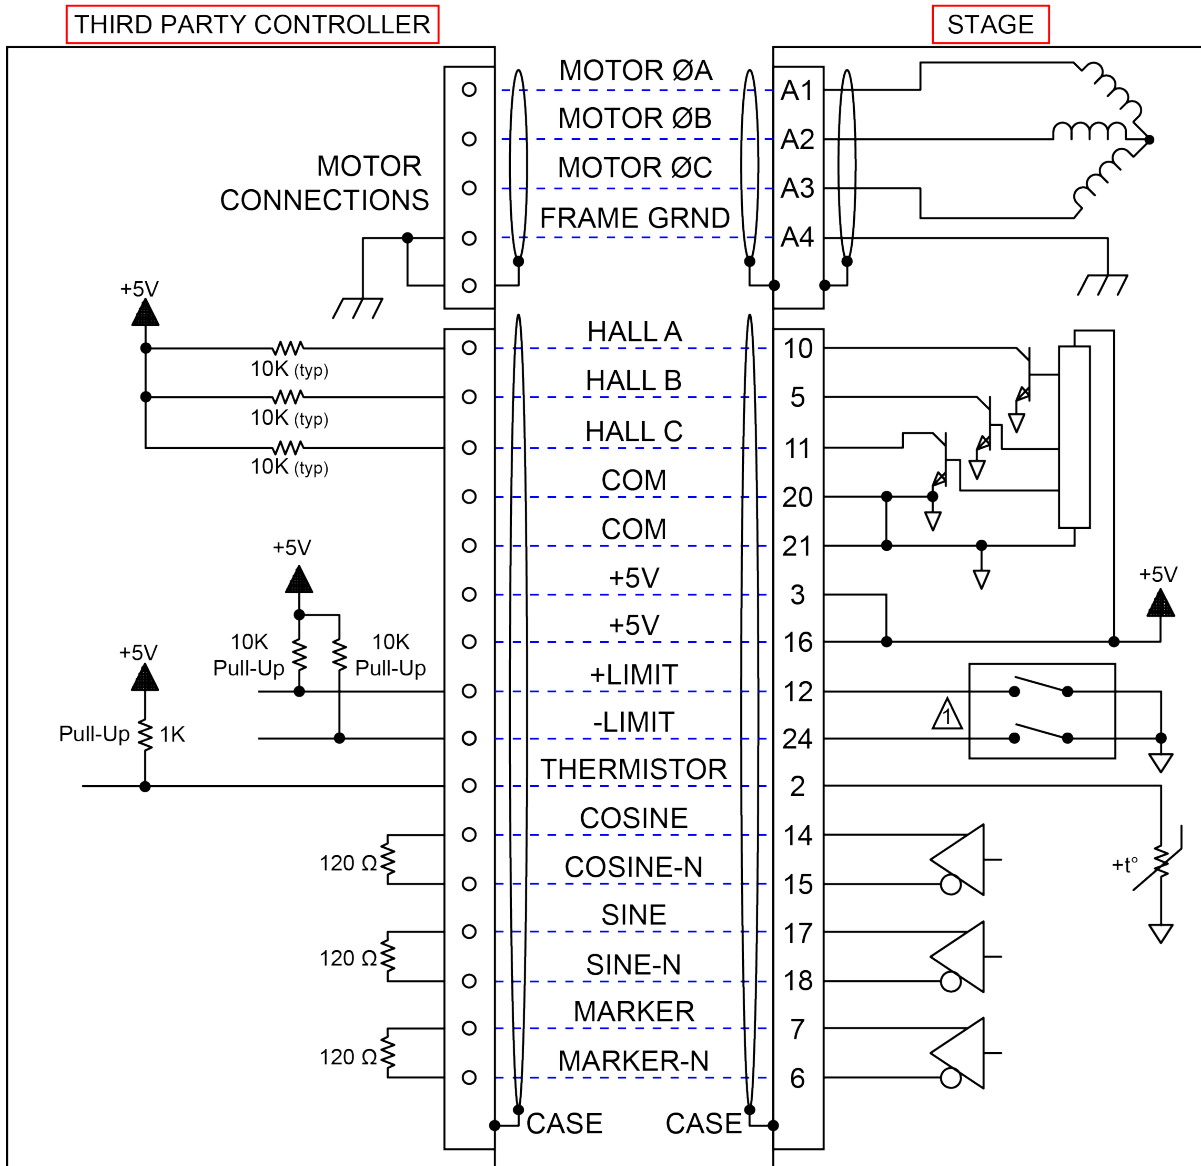 THIRD PARTY CONTROLLER
STAGE
MOTOR ØA
A1
MOTOR ØB
A2
MOTOR
CONNECTIONS
MOTOR ØC
A3
FRAME GRND
A4
+5V
HALL A
10
10K (typ)
HALL B
5
10K (typ)
HALL C
11
10K (typ)
COM
20
COM
21
+5V
+5V
3
+5V
+5V
16
10K
Pull-Up
10K
Pull-Up
+5V
+LIMIT
12
-LIMIT
24
1
Pull-Up
1K
THERMISTOR
2
COSINE
14
120 Ω
COSINE-N
15
+t°
SINE
17
120 Ω
SINE-N
18
MARKER
7
120 Ω
MARKER-N
6
CASE
CASE